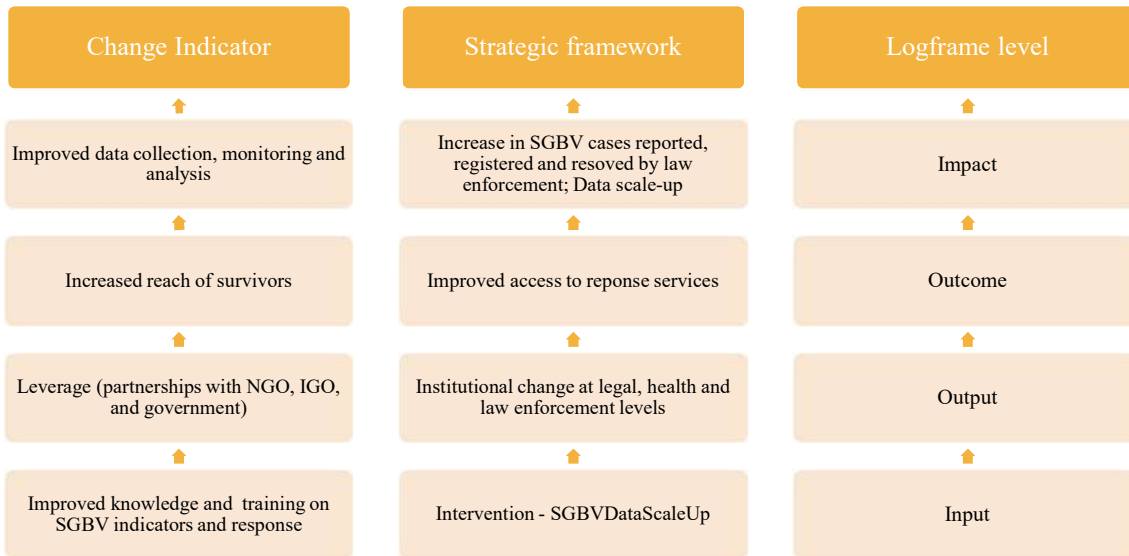 Change Indicator
Strategic framework
Logframe level
Improved data collection, monitoring and
analysis
Increase in SGBV cases reported,
registered and resoved by law
enforcement; Data scale-up
Impact
Increased reach of survivors
Improved access to reponse services
Outcome
Leverage (partnerships with NGO, IGO,
and government)
Institutional change at legal, health and
law enforcement levels
Output
Improved knowledge and training on
SGBV indicators and response
Intervention - SGBVDataScaleUp
Input